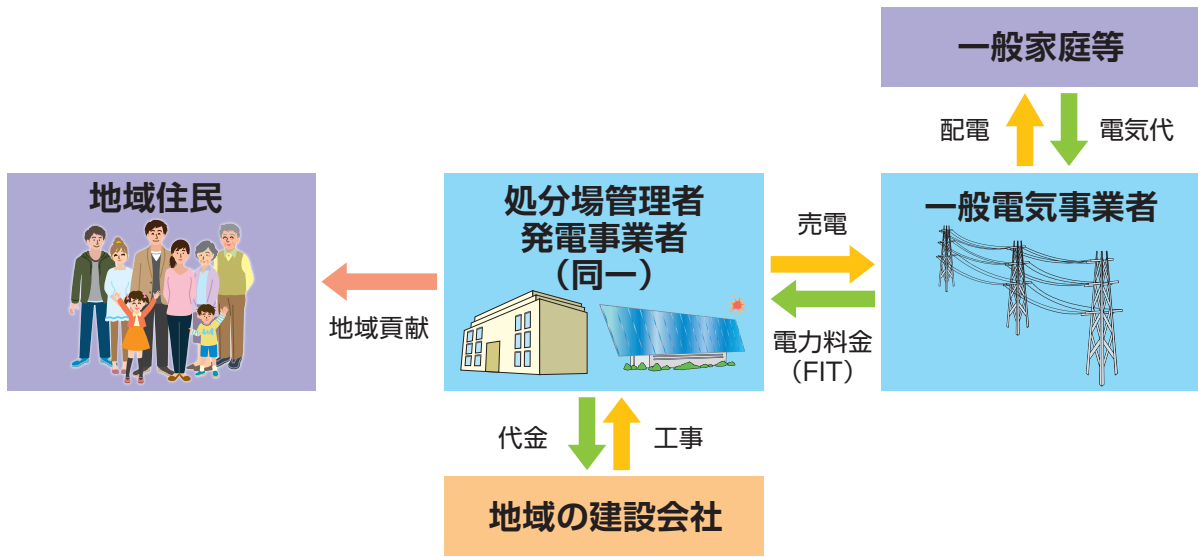 一般家庭等
配電
電気代
地域住民
処分場管理者
発電事業者
（同一）
一般電気事業者
売電
地域貢献
電力料金
（FIT）
代金
工事
地域の建設会社